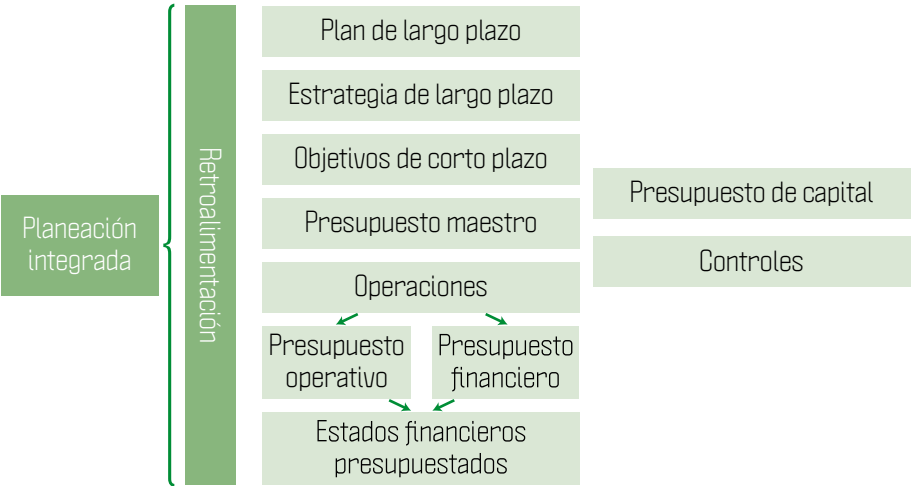 Planeación
integrada
Retroalimentación
Plan de largo plazo
Estrategia de largo plazo
Objetivos de corto plazo
Presupuesto maestro
Operaciones
Presupuesto
operativo
Presupuesto
financiero
Estados financieros
presupuestados
Presupuesto de capital
Controles